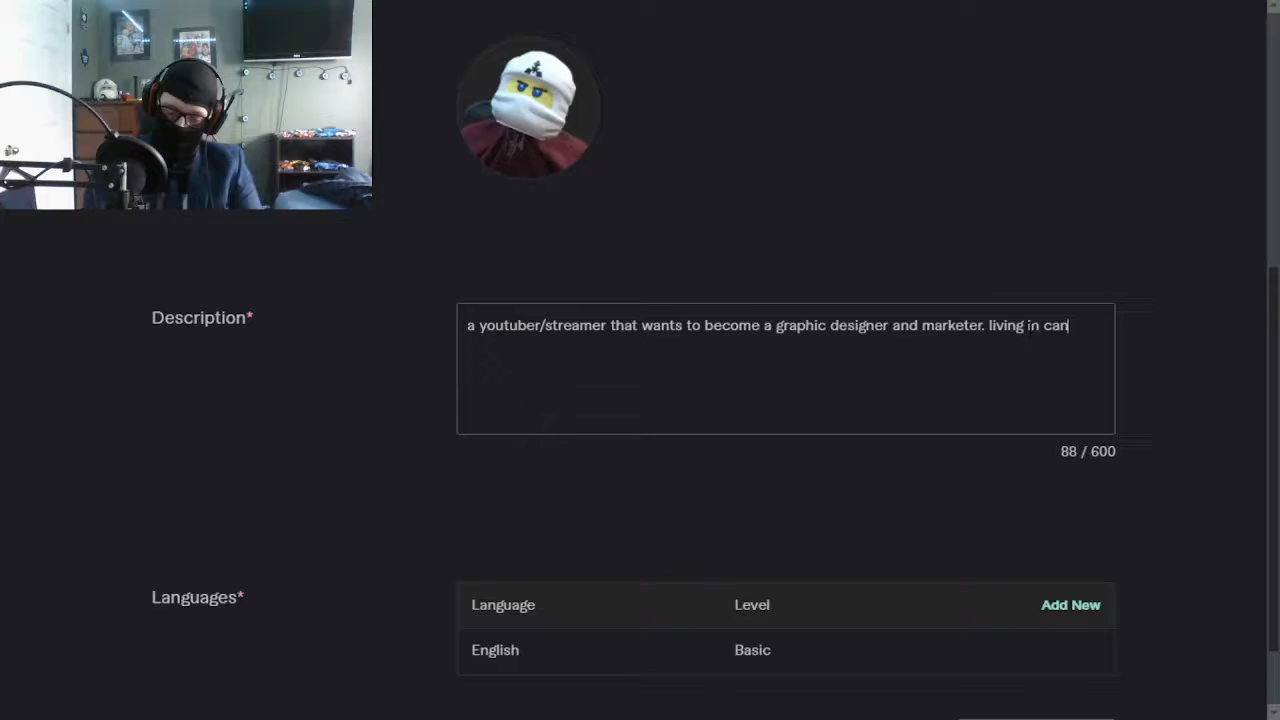 Description*
a youtuber/streamer that wants to become a graphic designer and marketer. living in can
88 / 600
Languages*
Language Level Add New
English Basic